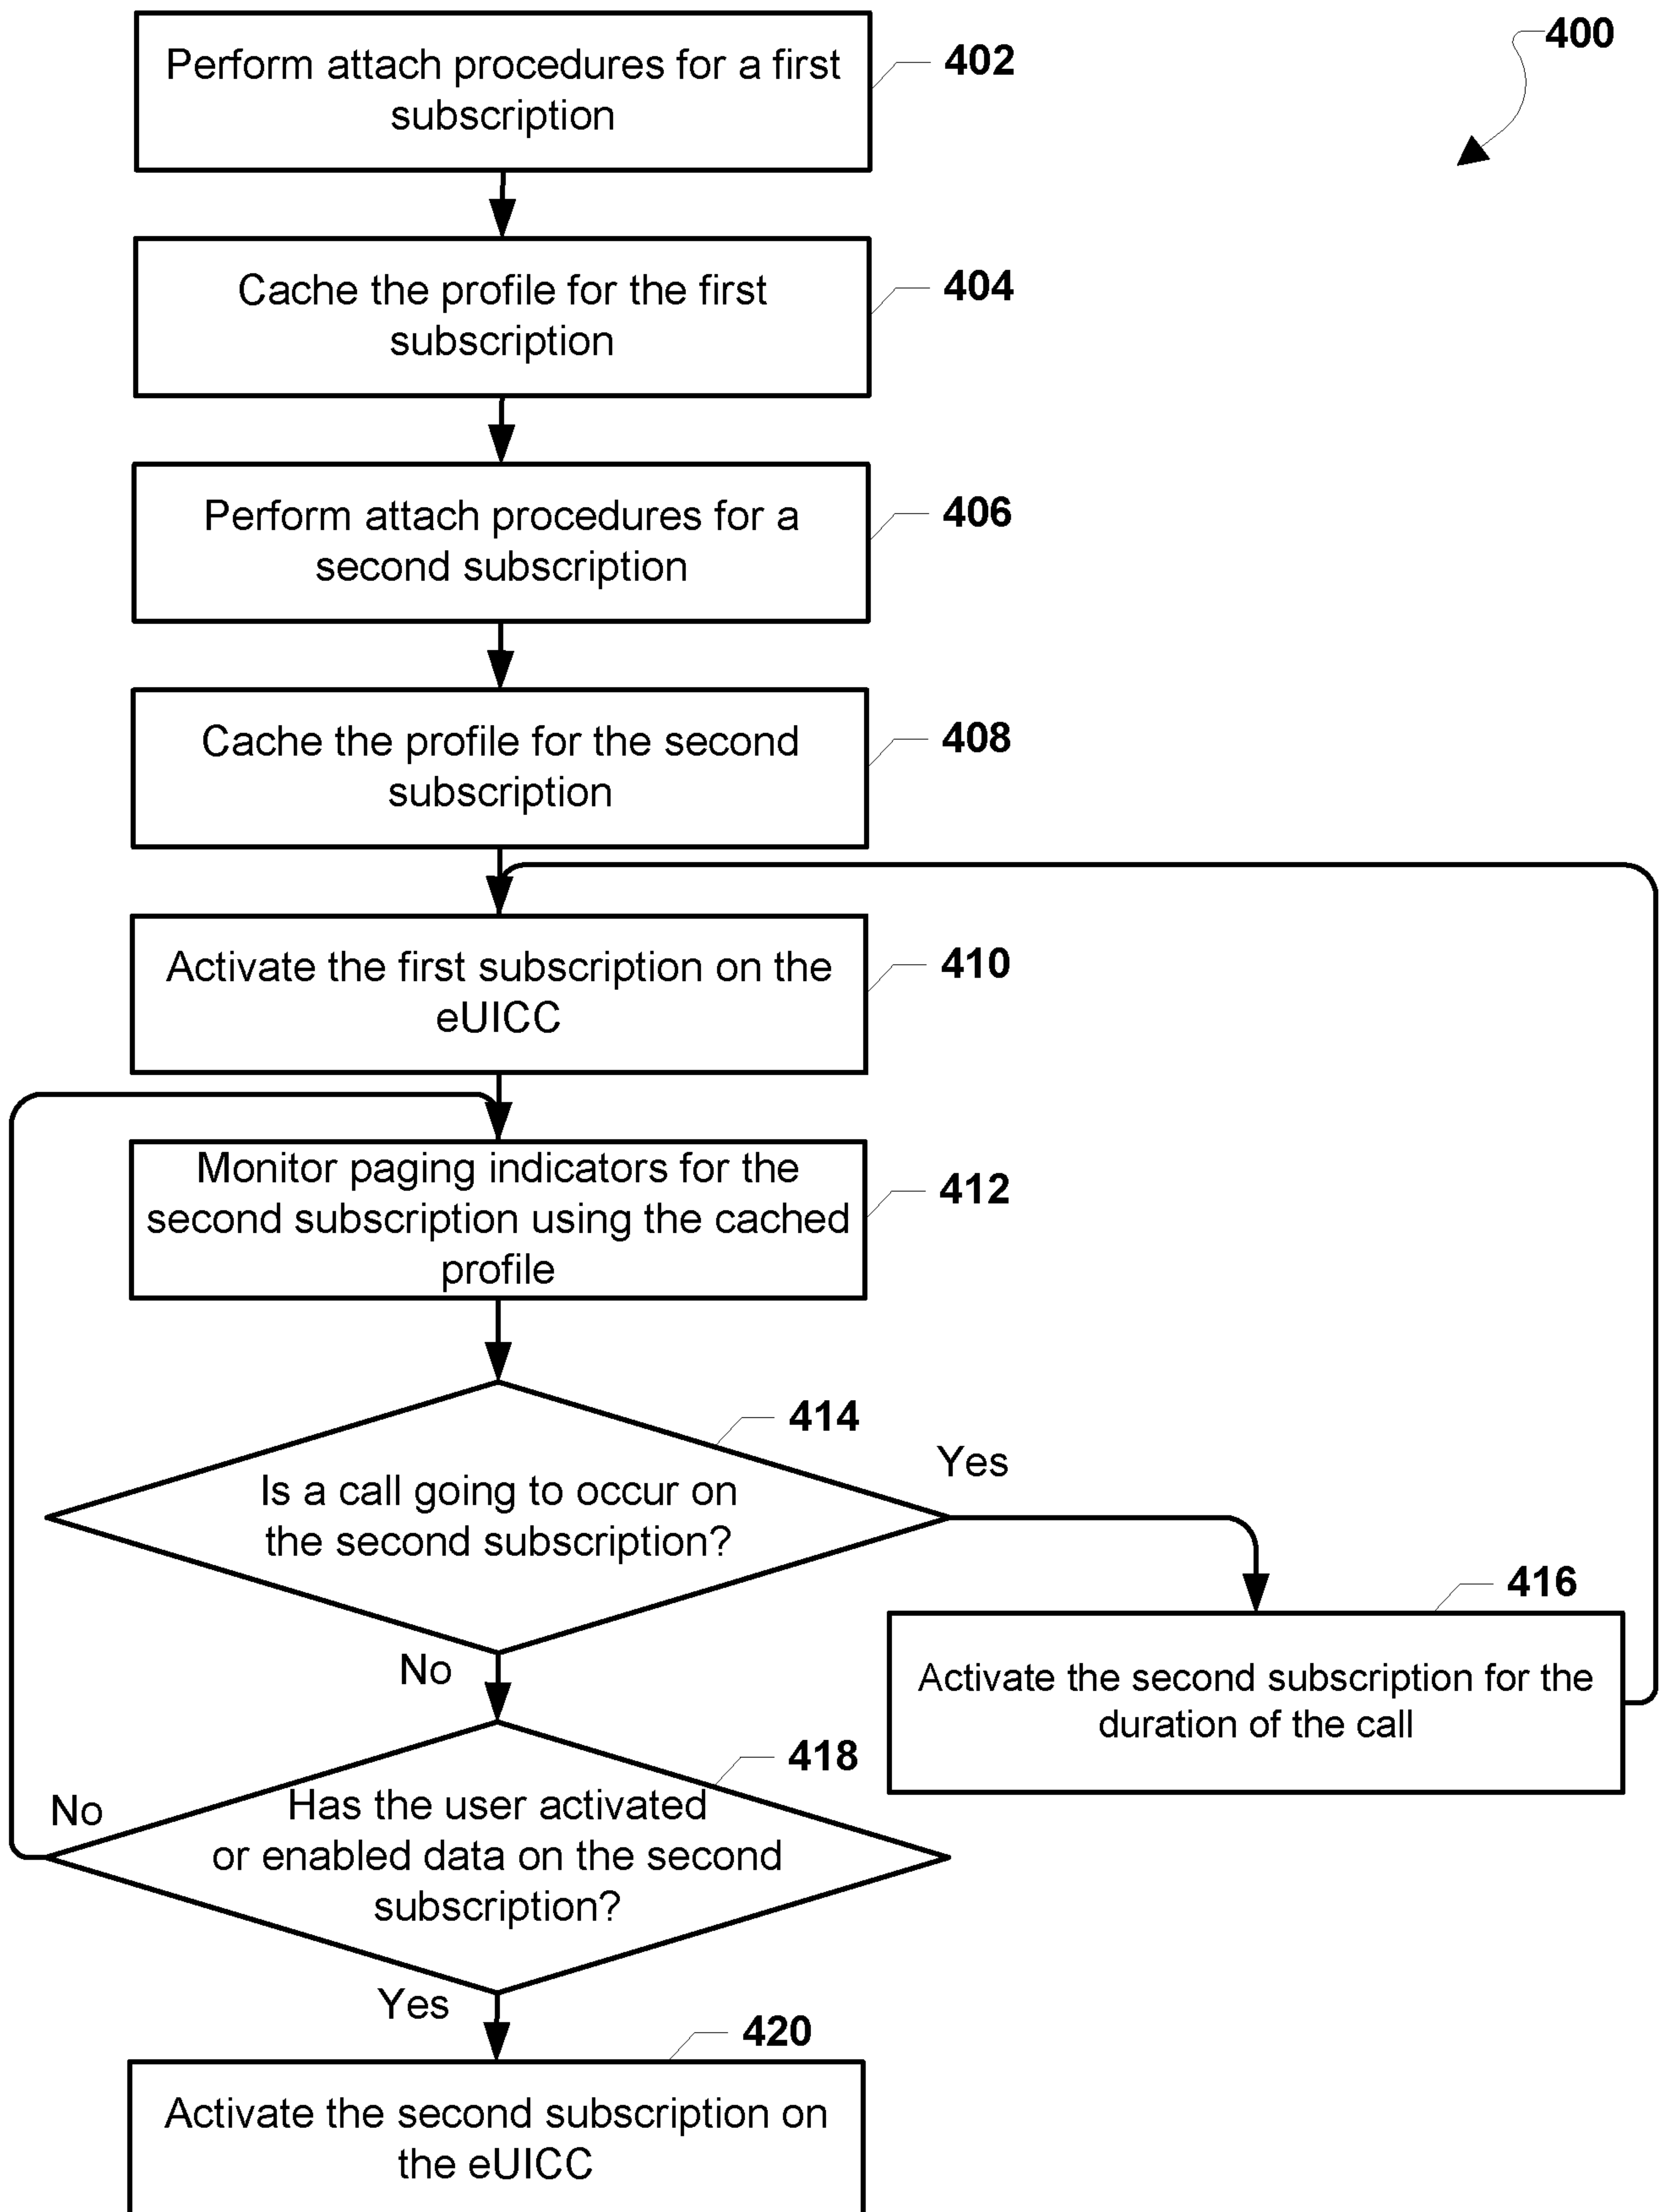 400
Perform attach procedures for a first
subscription
402
Cache the profile for the first
subscription
404
Perform attach procedures for a
second subscription
406
Cache the profile for the second
subscription
408
Activate the first subscription on the
eUICC
410
Monitor paging indicators for the
second subscription using the cached
profile
412
414
Is a call going to occur on
the second subscription?
Yes
No
416
Activate the second subscription for the
duration of the call
418
Has the user activated
or enabled data on the second
subscription?
No
Yes
420
Activate the second subscription on
the eUICC